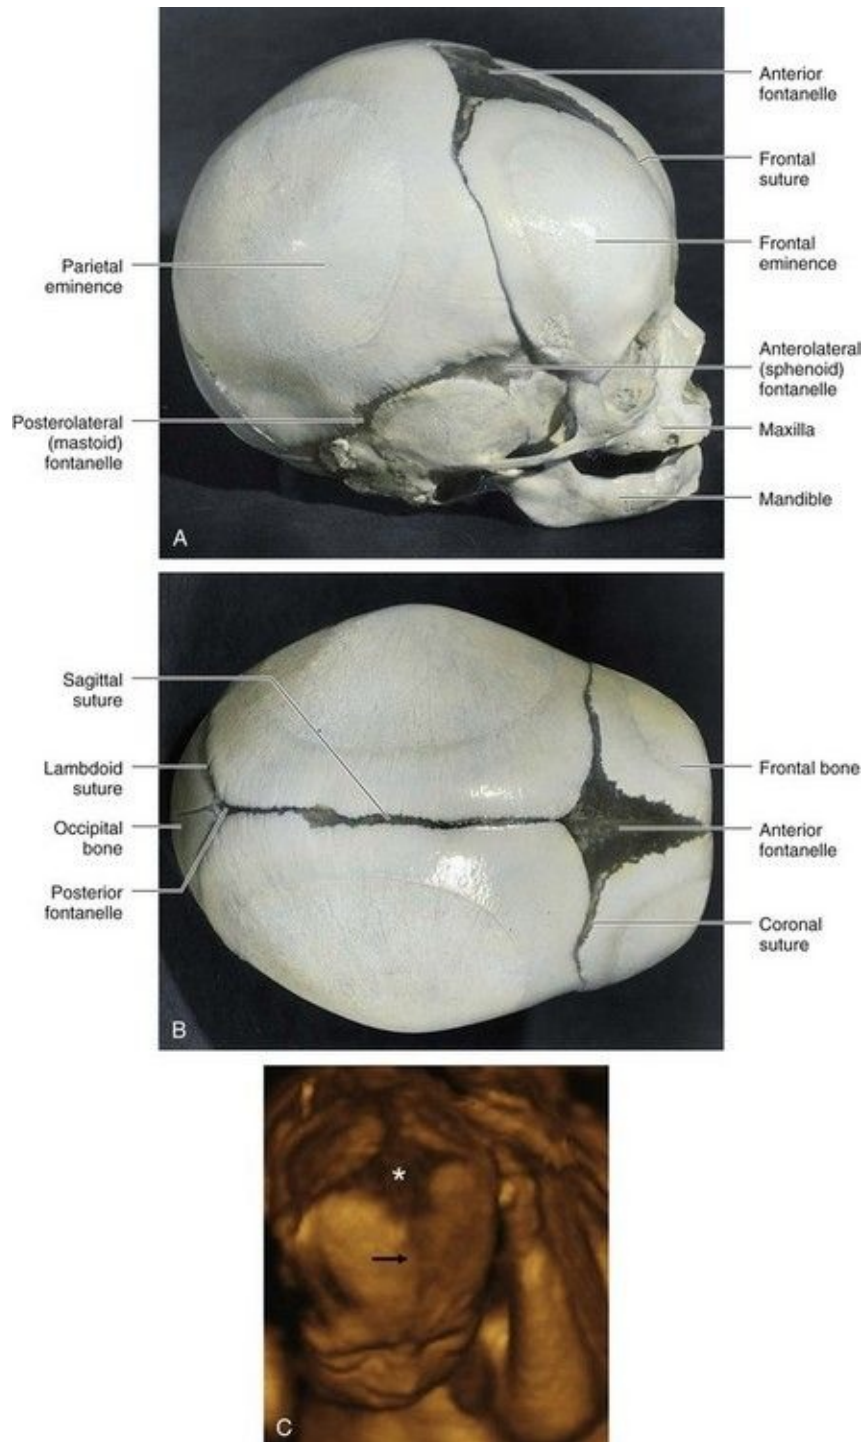 Anterior
fontanelle
Frontal
suture
Frontal
eminence
Parietal
eminence
Anterolateral
(sphenoid)
fontanelle
Posterolateral
(mastoid)
fontanelle
Maxilla
Mandible
A
Sagittal
suture
Lambdoid
suture
Frontal bone
Occipital
bone
Anterior
fontanelle
Posterior
fontanelle
Coronal
suture
B
*
C